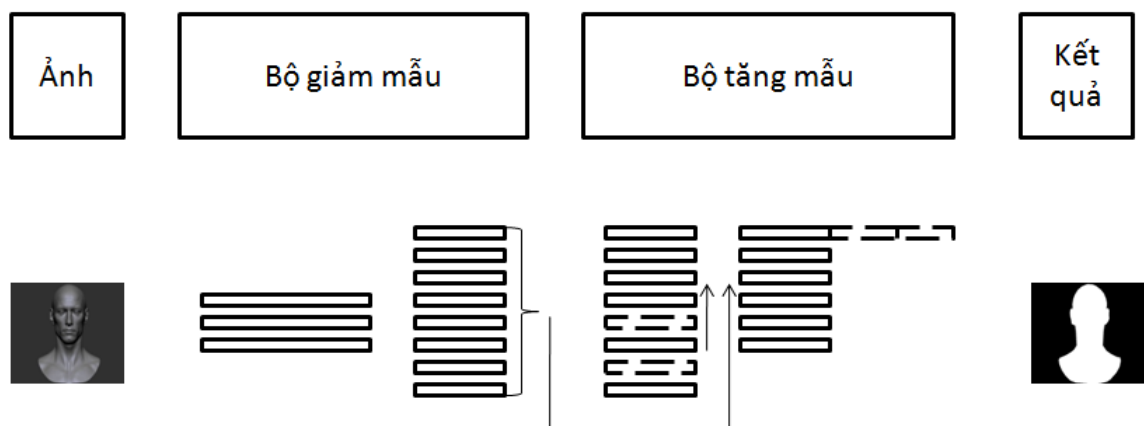 Ảnh
Bộ giảm mẫu
Bộ tăng mẫu
Kết
quả